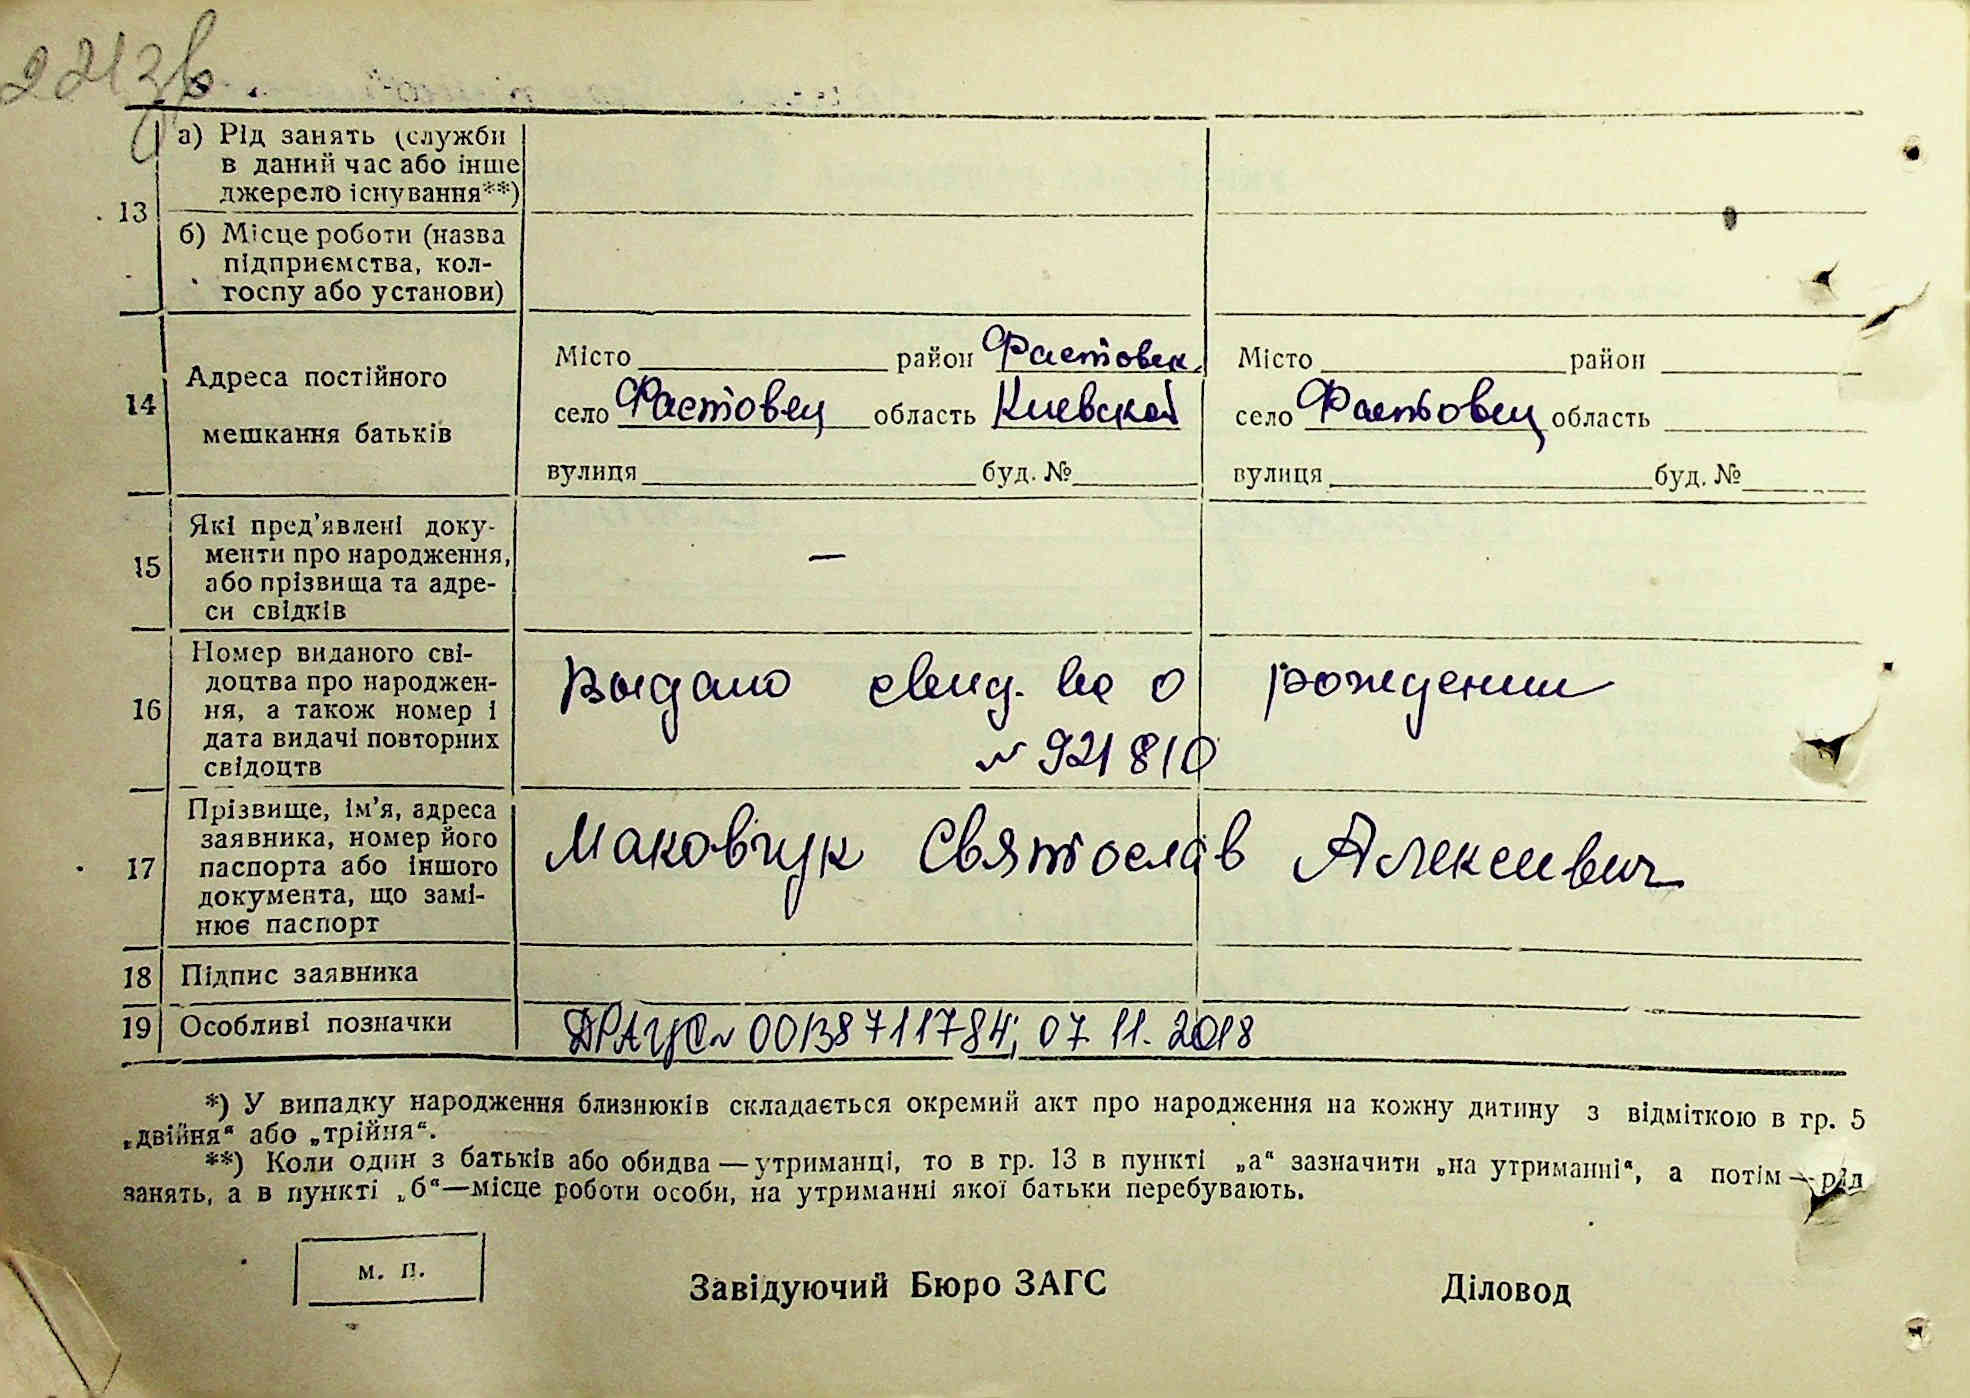 221зв
13
а) Рід занять (служби
в даний час або інше
джерело існування**)
б) Місце роботи (назва
підприємства, кол-
госпу або установи)
14
Адреса постійного
мешкання батьків
Місто район Фастовск.
село Фастовец область Киевской
вулиця буд. №
Місто район
село Фастовец область
вулиця буд. №
15
Які пред'явлені доку-
менти про народження,
або прізвища та адре-
си свідків
—
16
Номер виданого сві-
доцтва про народжен-
ня, а також номер і
дата видачі повторних
свідоцтв
Выдано свид. во о рождении
№ 921810
17
Прізвище, ім'я, адреса
заявника, номер його
паспорта або іншого
документа, що замі-
нює паспорт
Маковчук Святослав Алексеевич
18 Підпис заявника
19 Особливі позначки
ДРАЦС № 00138711784; 07.11.2018
*) У випадку народження близнюків складається окремий акт про народження на кожну дитину з відміткою в гр. 5
„двійня“ або „трійня“.
**) Коли один з батьків або обидва — утриманці, то в гр. 13 в пункті „а“ зазначити „на утриманні“, а потім — рід
занять, а в пункті „б“—місце роботи особи, на утриманні якої батьки перебувають.
м. п.
Завідуючий Бюро ЗАГС
Діловод